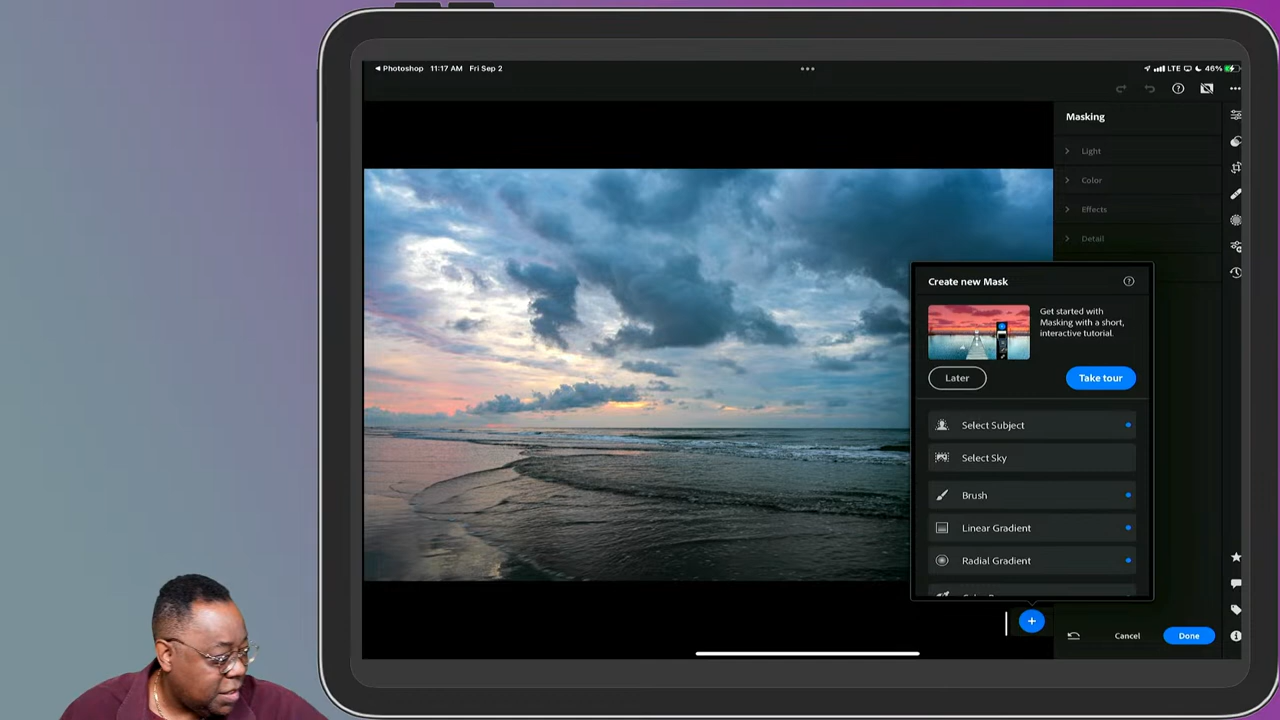 Photoshop 11:17 AM Fri Sep 2
LTE 46%
Masking
Light
Color
Effects
Detail
Create new Mask
Get started with
Masking with a short,
interactive tutorial.
Later
Take tour
Select Subject
Select Sky
Brush
Linear Gradient
Radial Gradient
Cancel
Done